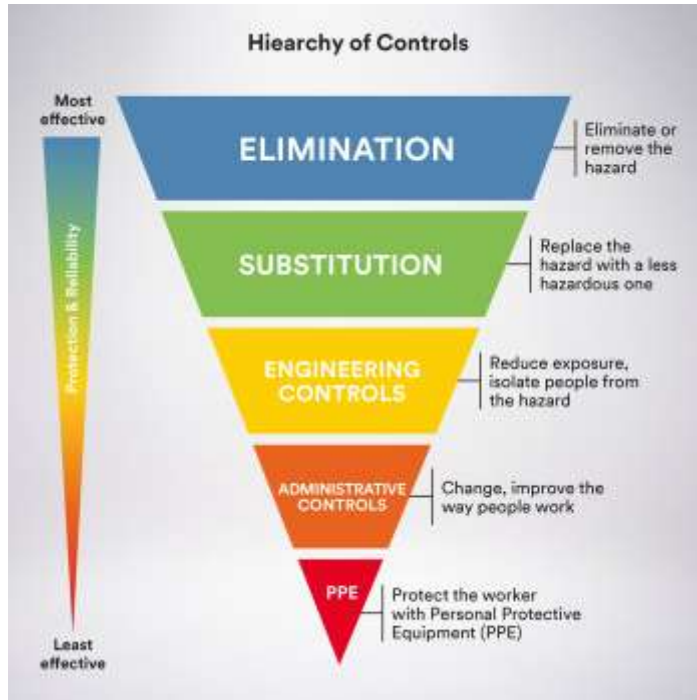 Hiearchy of Controls
Most
effective
Protection & Reliability
Least
effective
ELIMINATION
Eliminate or
remove the
hazard
SUBSTITUTION
Replace the
hazard with a less
hazardous one
ENGINEERING
CONTROLS
Reduce exposure,
isolate people from
the hazard
ADMINISTRATIVE
CONTROLS
Change, improve the
way people work
PPE
Protect the worker
with Personal Protective
Equipment (PPE)